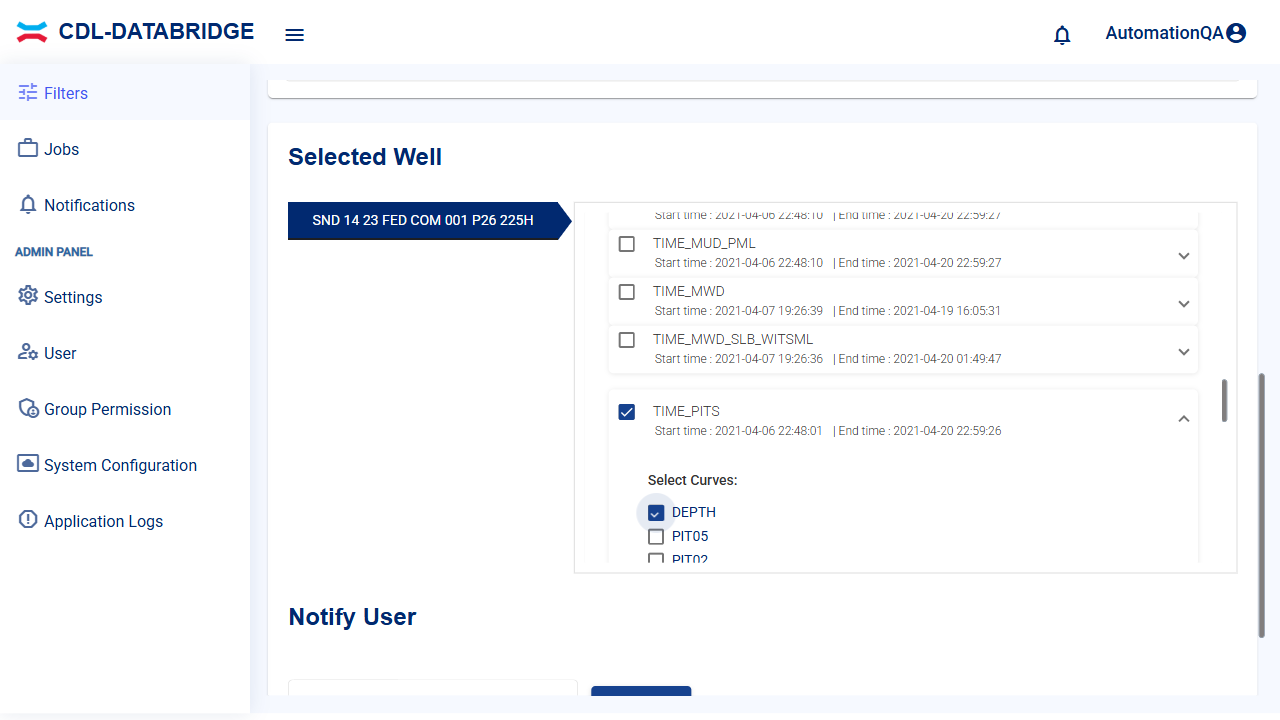 CDL-DATABRIDGE
AutomationQA
Filters
Jobs
Notifications
ADMIN PANEL
Settings
User
Group Permission
System Configuration
Application Logs
Selected Well
SND 14 23 FED COM 001 P26 225H
Start time : 2021-04-06 22:48:10 | End time : 2021-04-20 22:59:27
TIME_MUD_PML
Start time : 2021-04-06 22:48:10 | End time : 2021-04-20 22:59:27
TIME_MWD
Start time : 2021-04-07 19:26:39 | End time : 2021-04-19 16:05:31
TIME_MWD_SLB_WITSML
Start time : 2021-04-07 19:26:36 | End time : 2021-04-20 01:49:47
TIME_PITS
Start time : 2021-04-06 22:48:01 | End time : 2021-04-20 22:59:26
Select Curves:
DEPTH
PIT05
PIT02
Notify User